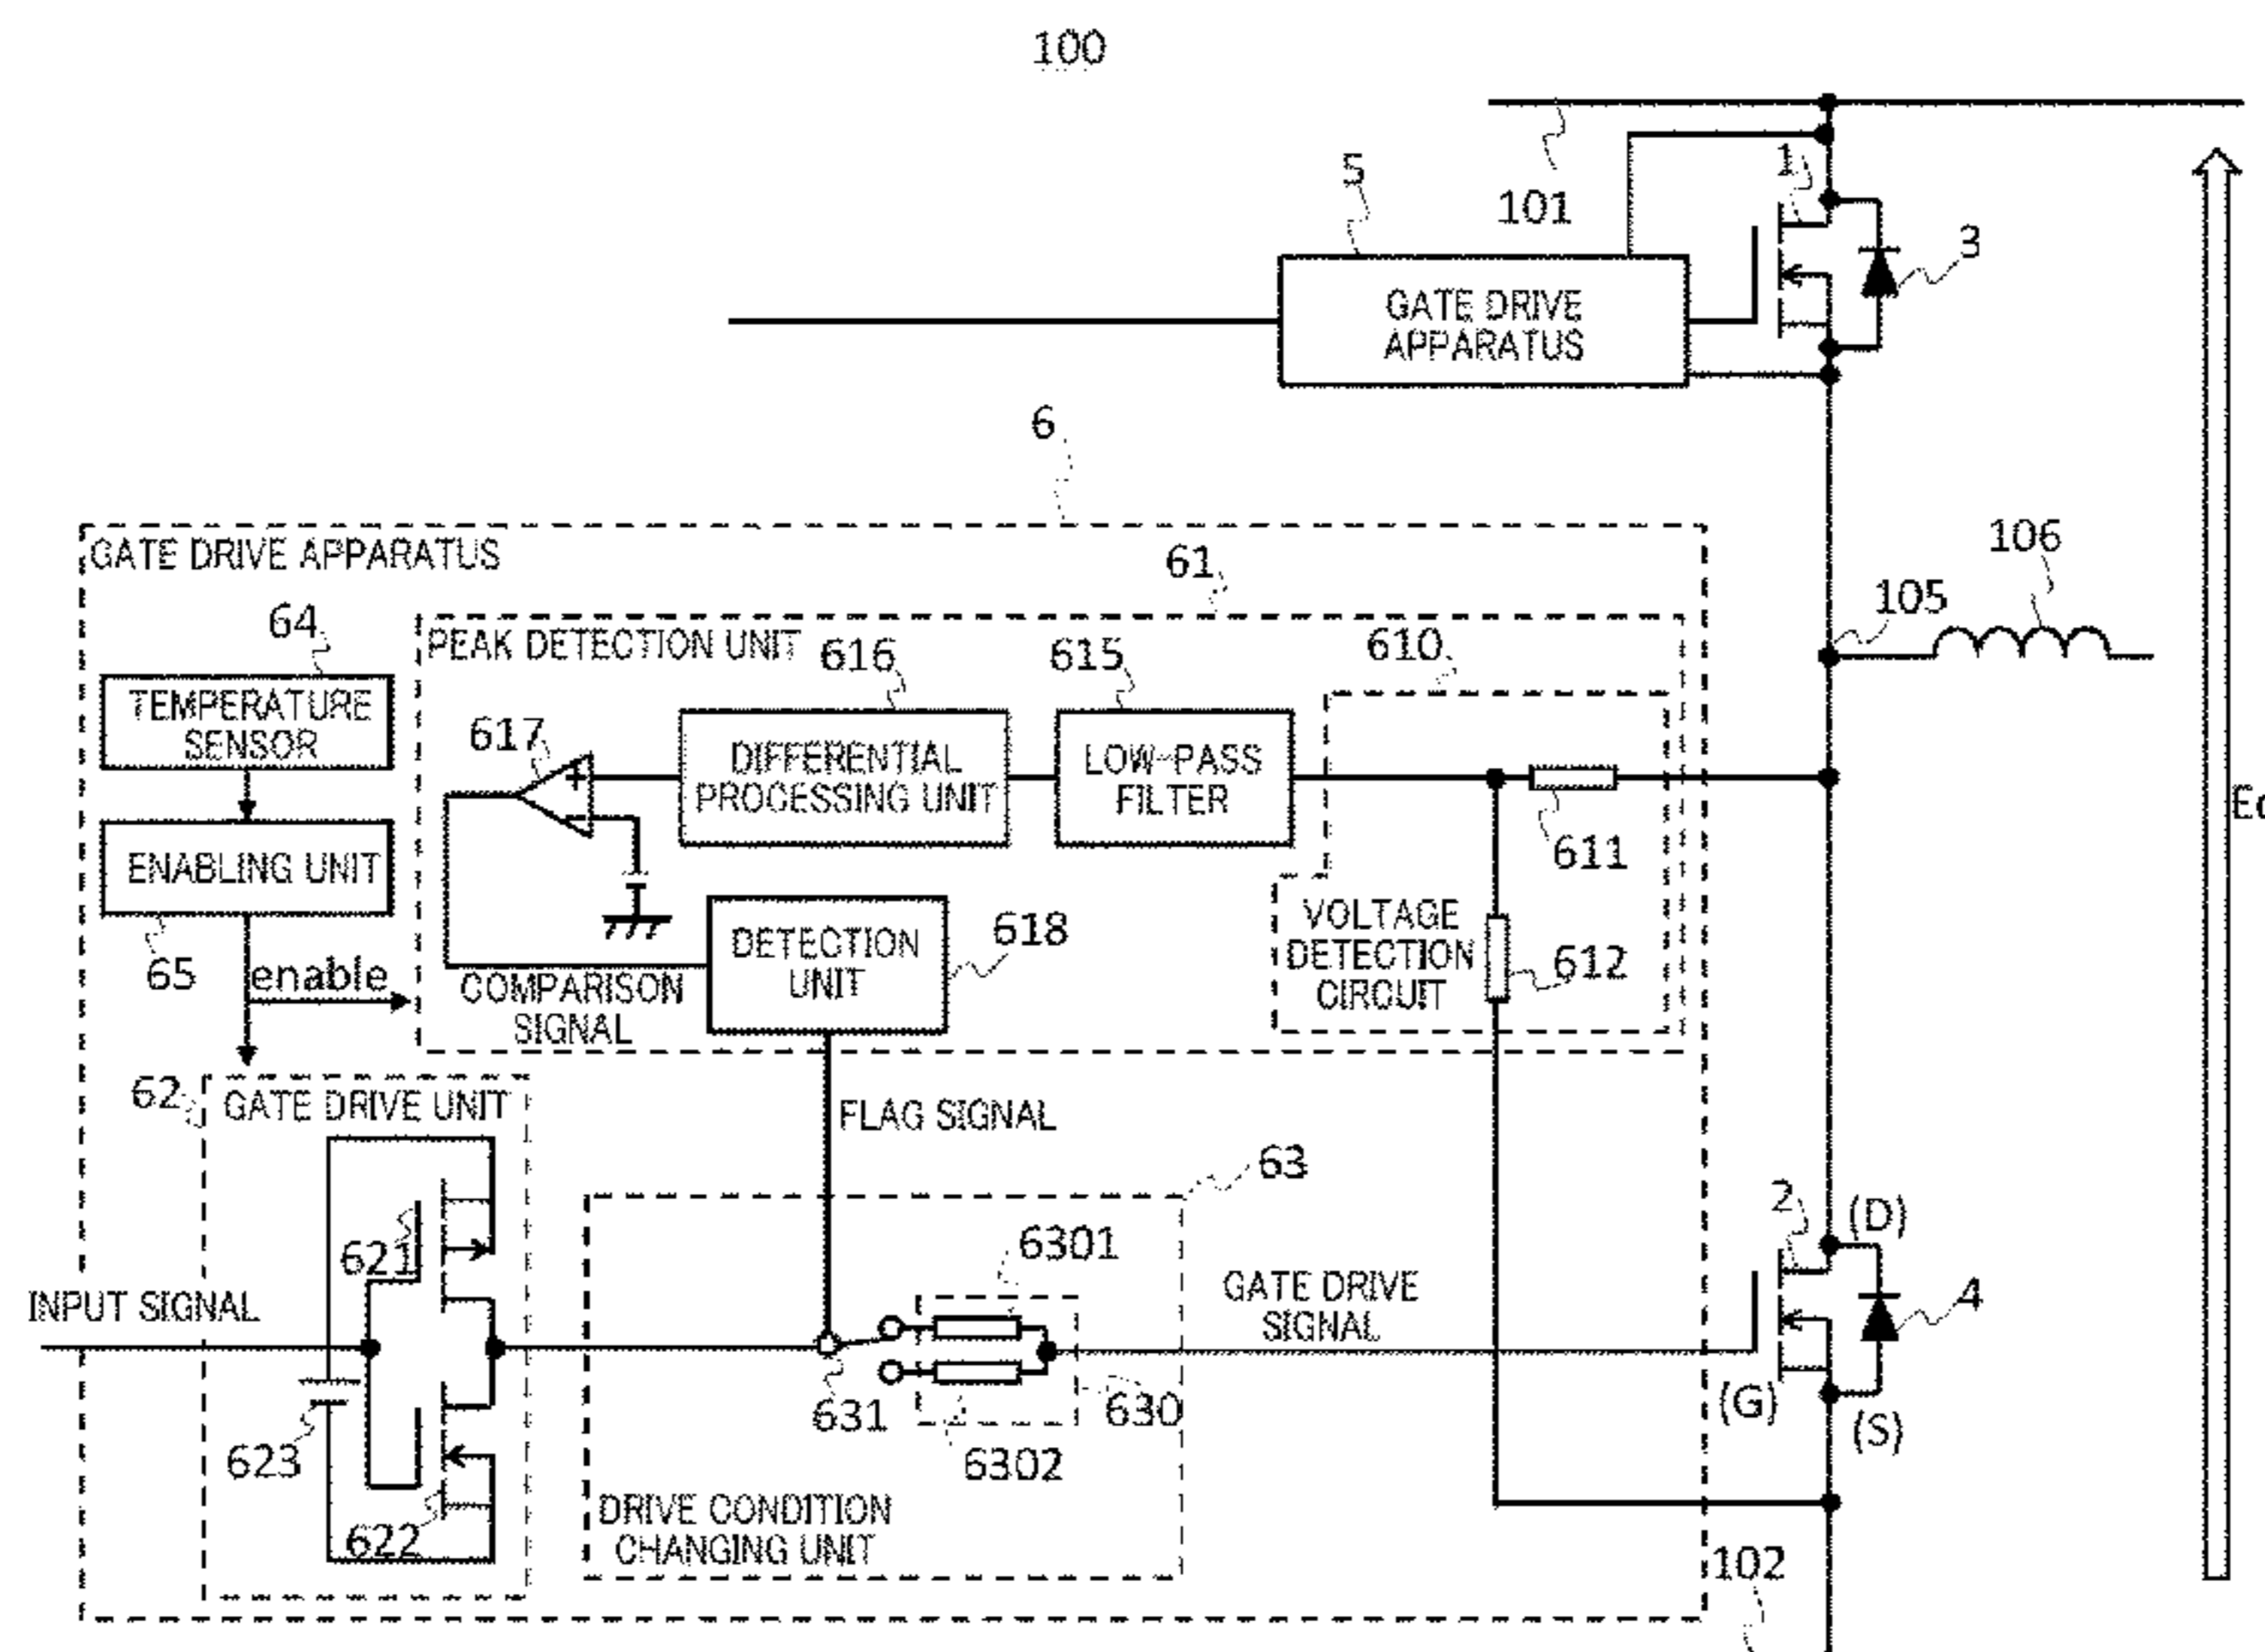 100
101
1
3
5
GATE DRIVE
APPARATUS
6
GATE DRIVE APPARATUS
61
106
105
64
PEAK DETECTION UNIT
616
615
610
TEMPERATURE
SENSOR
617
DIFFERENTIAL
PROCESSING UNIT
LOW-PASS
FILTER
+
611
ENABLING UNIT
65
enable
COMPARISON
SIGNAL
DETECTION
UNIT
618
VOLTAGE
DETECTION
CIRCUIT
612
62
GATE DRIVE UNIT
FLAG SIGNAL
63
2
(D)
621
6301
GATE DRIVE
SIGNAL
4
INPUT SIGNAL
631
630
(G)
(S)
623
6302
622
DRIVE CONDITION
CHANGING UNIT
102